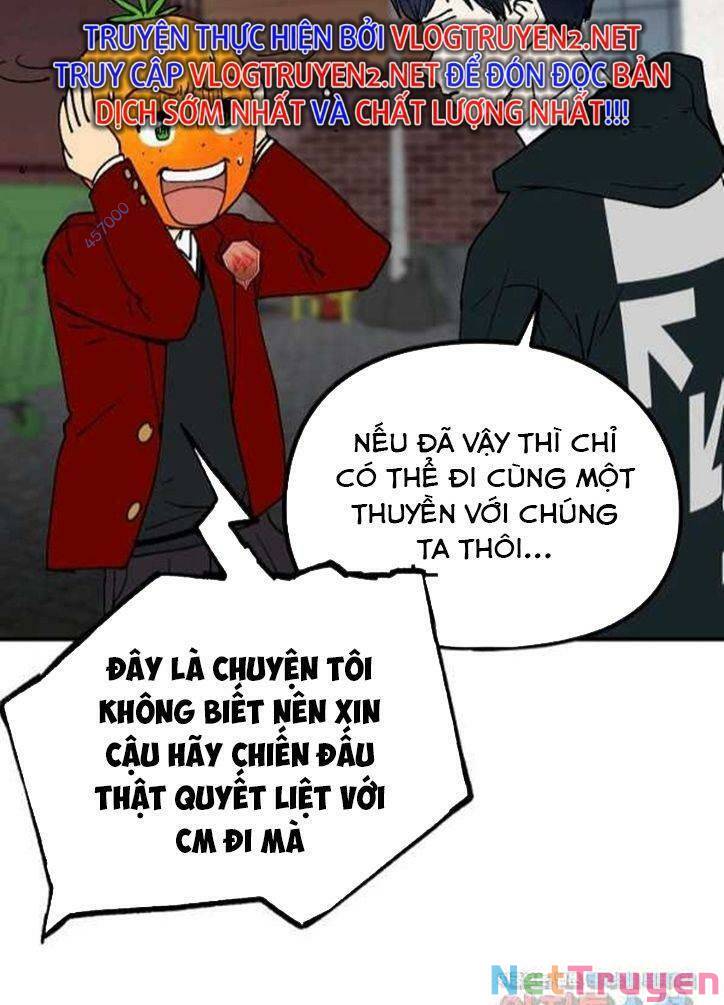 TRUYỆN THỰC HIỆN BỞI VLOGTRUYEN2.NET
TRUY CẬP VLOGTRUYEN2.NET ĐỂ ĐÓN ĐỌC BẢN
DỊCH SỚM NHẤT VÀ CHẤT LƯỢNG NHẤT!!!
457000
NẾU ĐÃ VẬY THÌ CHỈ
CÓ THỂ ĐI CÙNG MỘT
THUYỀN VỚI CHÚNG
TA THÔI...
ĐÂY LÀ CHUYỆN TÔI
KHÔNG BIẾT NÊN XIN
CẬU HÃY CHIẾN ĐẤU
THẬT QUYẾT LIỆT VỚI
CM ĐI MÀ
NetTruyen